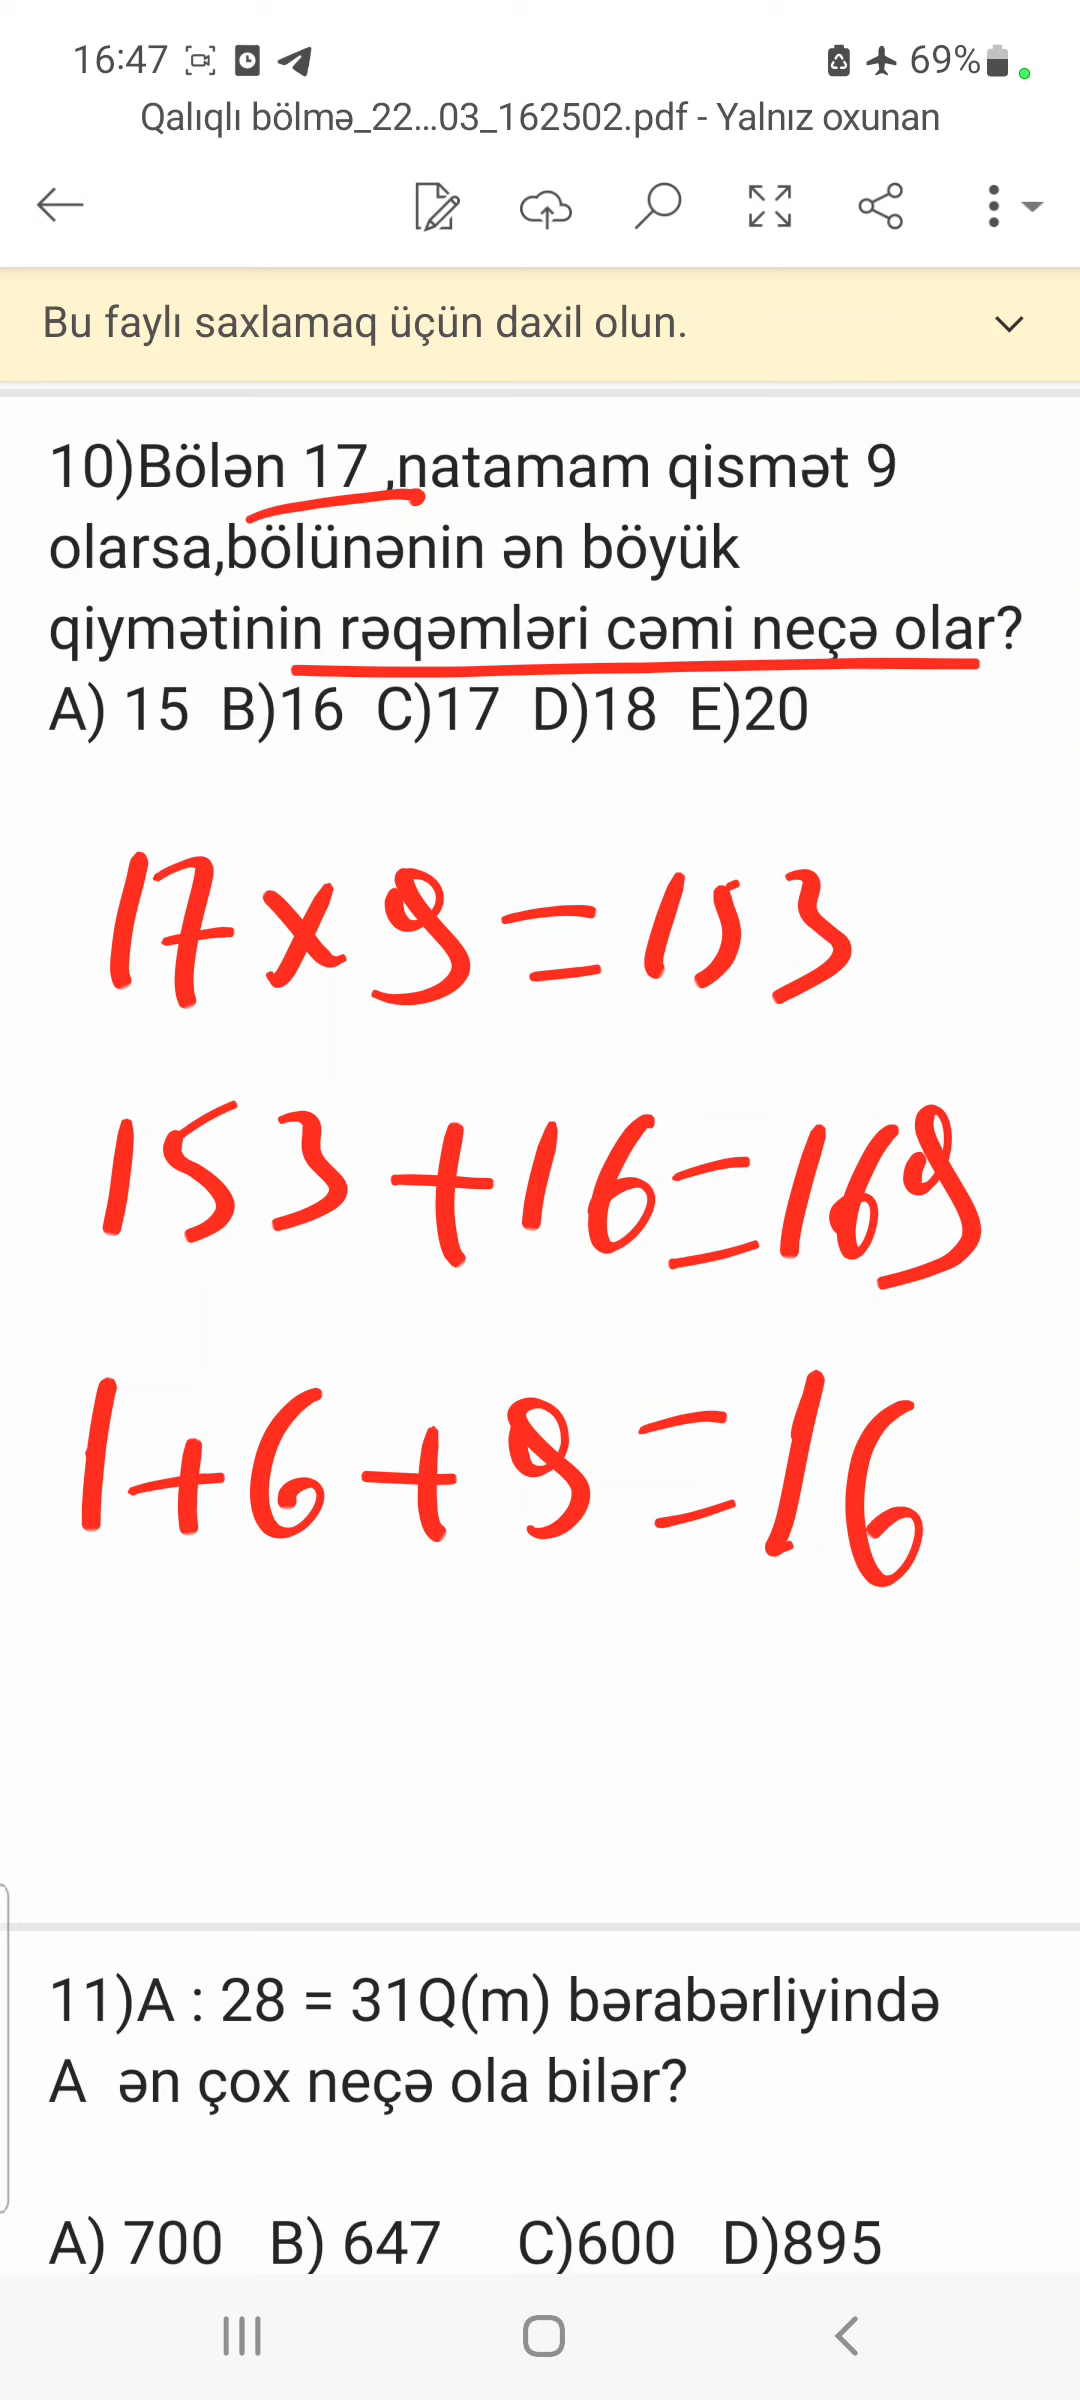 16:47 69%
Qalıqlı bölmə_22...03_162502.pdf - Yalnız oxunan
Bu faylı saxlamaq üçün daxil olun.
10)Bölən 17 ,natamam qismət 9
olarsa,bölünənin ən böyük
qiymətinin rəqəmləri cəmi neçə olar?
A) 15 B)16 C)17 D)18 E)20
17×9=153
153+16=169
1+6+9=16
11)A : 28 = 31Q(m) bərabərliyində
A ən çox neçə ola bilər?
A) 700 B) 647 C)600 D)895